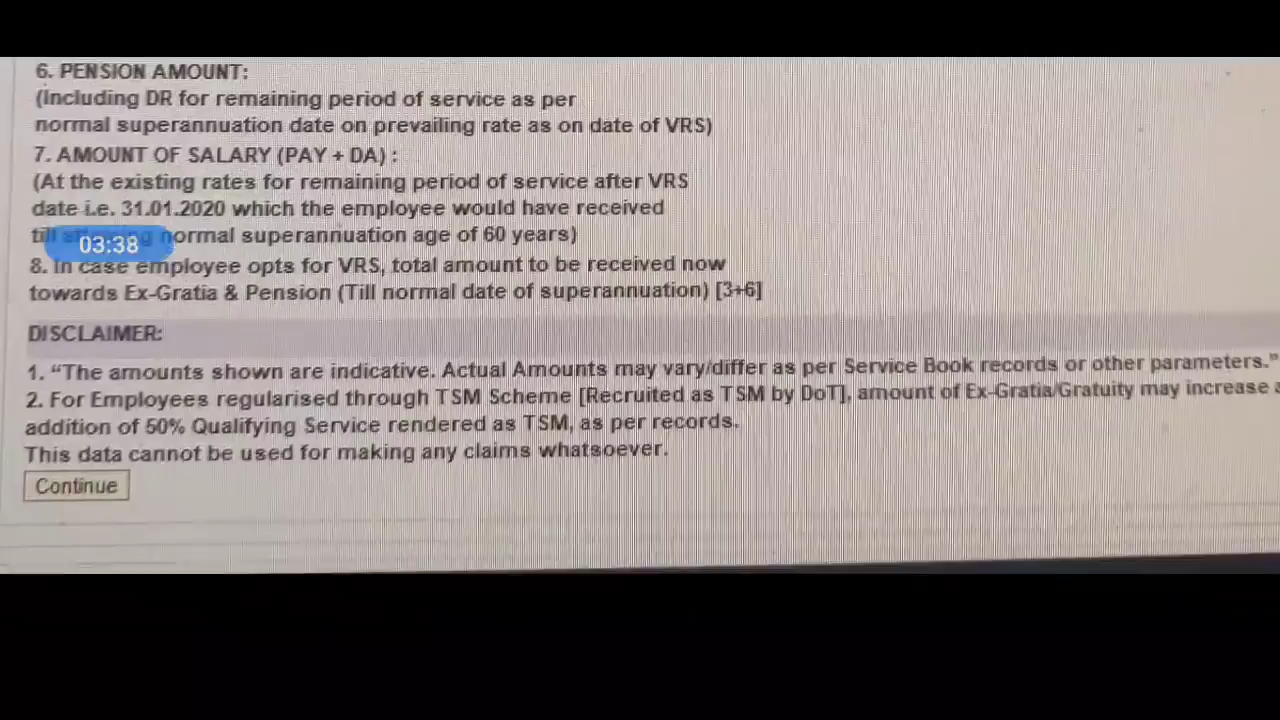 6. PENSION AMOUNT:
(Including DR for remaining period of service as per
normal superannuation date on prevailing rate as on date of VRS)
7. AMOUNT OF SALARY (PAY + DA) :
(At the existing rates for remaining period of service after VRS
date i.e. 31.01.2020 which the employee would have received
till normal superannuation age of 60 years)
03:38
8. In case employee opts for VRS, total amount to be received now
towards Ex-Gratia & Pension (Till normal date of superannuation) [3+6]
DISCLAIMER:
1. “The amounts shown are indicative. Actual Amounts may vary/differ as per Service Book records or other parameters.”
2. For Employees regularised through TSM Scheme [Recruited as TSM by DoT], amount of Ex-Gratia/Gratuity may increase
addition of 50% Qualifying Service rendered as TSM, as per records.
This data cannot be used for making any claims whatsoever.
Continue